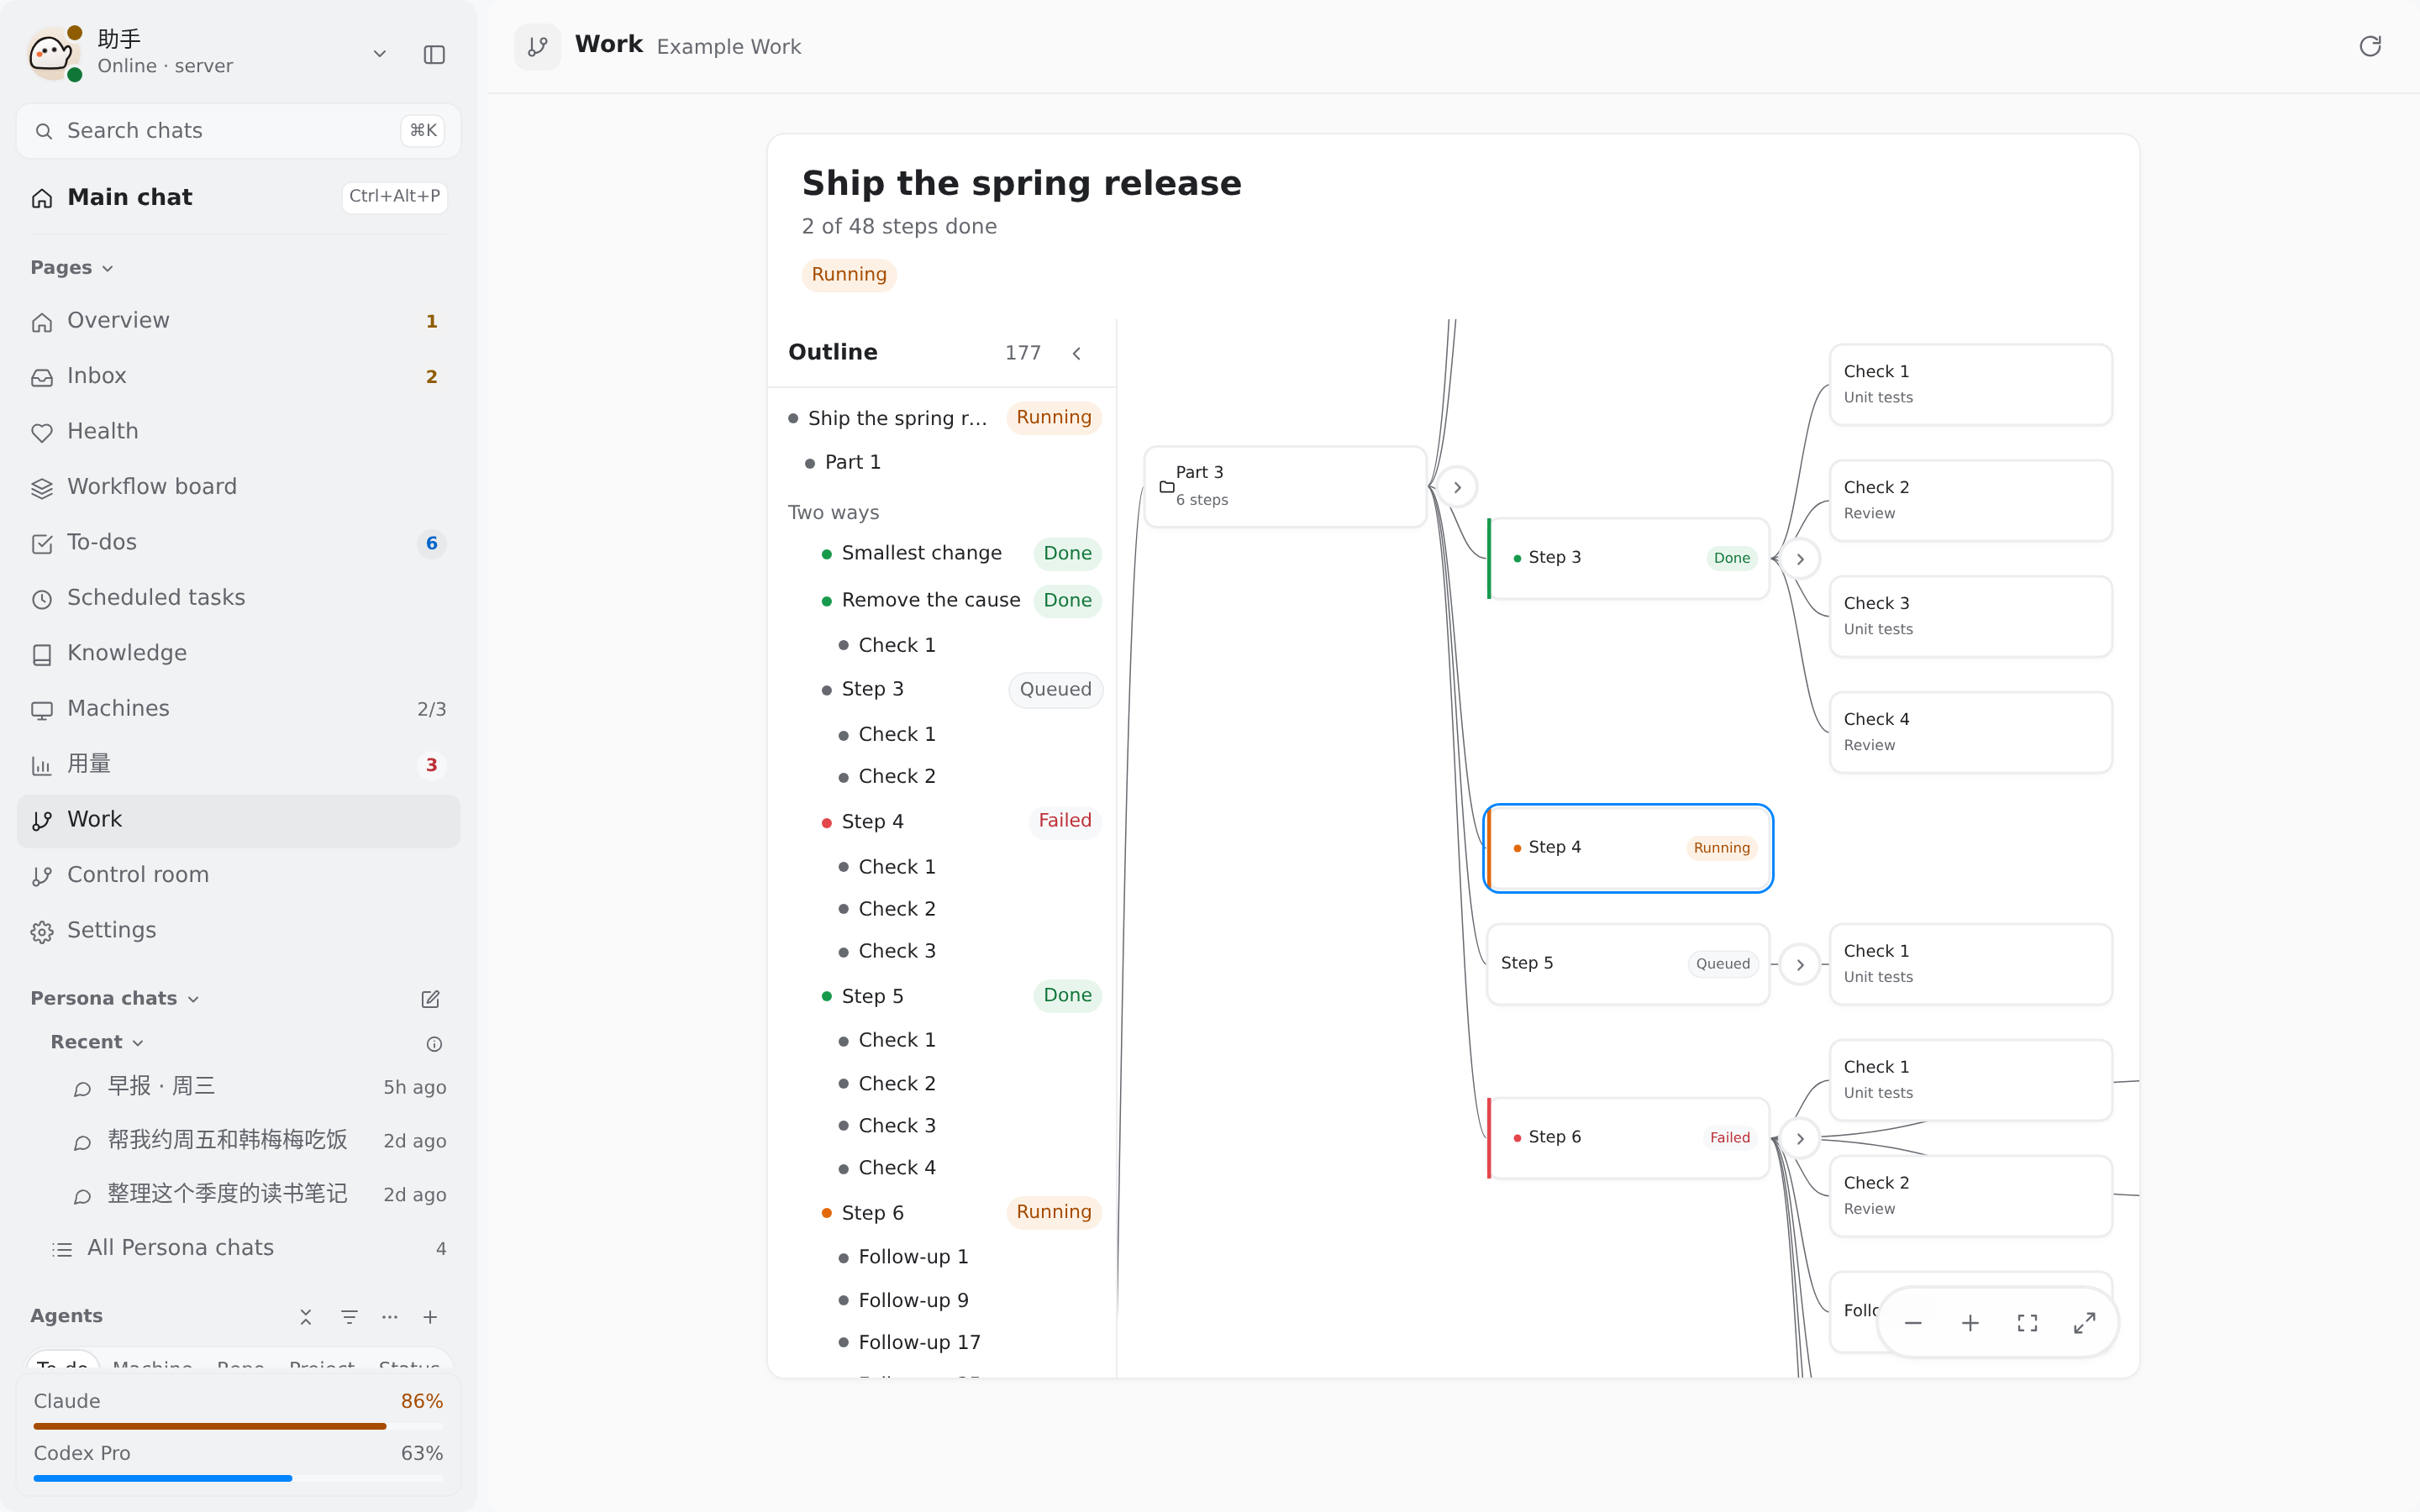 助手
Online · server
Search chats ⌘K
Main chat Ctrl+Alt+P
Pages
Overview 1
Inbox 2
Health
Workflow board
To-dos 6
Scheduled tasks
Knowledge
Machines 2/3
用量 3
Work
Control room
Settings
Persona chats
Recent
早报 · 周三 5h ago
帮我约周五和韩梅梅吃饭 2d ago
整理这个季度的读书笔记 2d ago
All Persona chats 4
Agents
To-do Machine Repo Project Status
Claude 86%
Codex Pro 63%
Work Example Work
Ship the spring release
2 of 48 steps done
Running
Outline 177
Ship the spring r... Running
Part 1
Two ways
Smallest change Done
Remove the cause Done
Check 1
Step 3 Queued
Check 1
Check 2
Step 4 Failed
Check 1
Check 2
Check 3
Step 5 Done
Check 1
Check 2
Check 3
Check 4
Step 6 Running
Follow-up 1
Follow-up 9
Follow-up 17
Part 3
6 steps
Step 3 Done
Step 4 Running
Step 5 Queued
Step 6 Failed
Check 1
Unit tests
Check 2
Review
Check 3
Unit tests
Check 4
Review
Check 1
Unit tests
Check 1
Unit tests
Check 2
Review